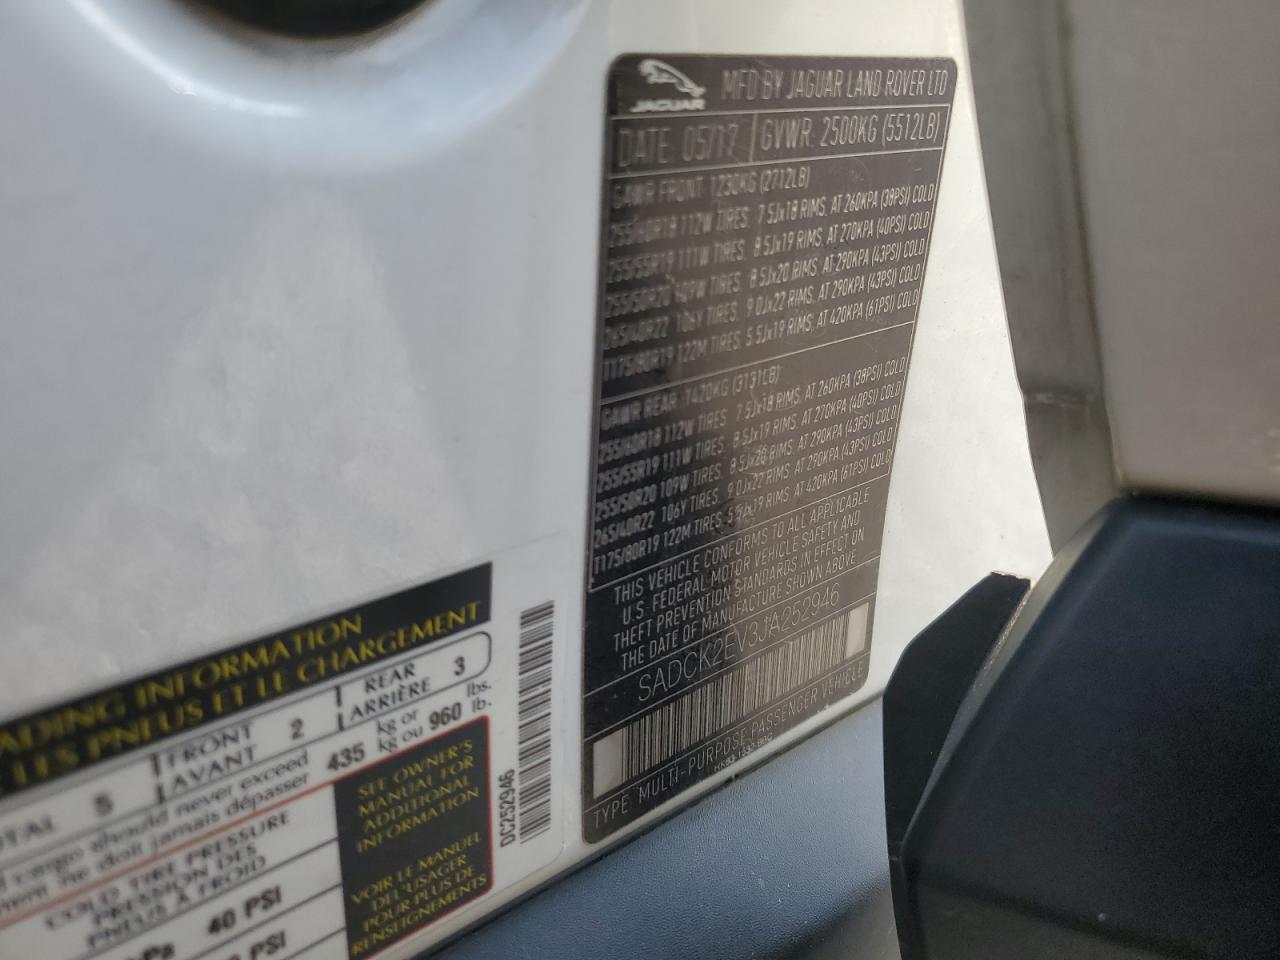 JAGUAR
MFD BY JAGUAR LAND ROVER LTD
DATE: 05/17
GVWR: 2500KG (5512LB)
GAWR FRONT: 1230KG (2712LB)
255/60R18 112W TIRES, 7.5Jx18 RIMS, AT 260KPA (38PSI) COLD
255/55R19 111W TIRES, 8.5Jx19 RIMS, AT 270KPA (40PSI) COLD
255/50R20 109W TIRES, 8.5Jx20 RIMS, AT 290KPA (43PSI) COLD
265/40R22 106Y TIRES, 9.0Jx22 RIMS, AT 290KPA (43PSI) COLD
T175/80R19 122M TIRES, 5.5Jx19 RIMS, AT 420KPA (61PSI) COLD
GAWR REAR: 1420KG (3131LB)
255/60R18 112W TIRES, 7.5Jx18 RIMS, AT 260KPA (38PSI) COLD
255/55R19 111W TIRES, 8.5Jx19 RIMS, AT 270KPA (40PSI) COLD
255/50R20 109W TIRES, 8.5Jx20 RIMS, AT 290KPA (43PSI) COLD
265/40R22 106Y TIRES, 9.0Jx22 RIMS, AT 290KPA (43PSI) COLD
T175/80R19 122M TIRES, 5.5Jx19 RIMS, AT 420KPA (61PSI) COLD
THIS VEHICLE CONFORMS TO ALL APPLICABLE
U.S. FEDERAL MOTOR VEHICLE SAFETY AND
THEFT PREVENTION STANDARDS IN EFFECT ON
THE DATE OF MANUFACTURE SHOWN ABOVE
SADCK2EV3JA252946
TYPE: MULTI-PURPOSE PASSENGER VEHICLE
ADING INFORMATION
LES PNEUS ET LE CHARGEMENT
OTAL 5
FRONT
AVANT 2
REAR
ARRIÈRE 3
cargo should never exceed
ne doit jamais dépasser
435 kg or
kg ou 960 lbs.
lb.
COLD TIRE PRESSURE
PRESSION DES
PNEUS À FROID
40 PSI
PSI
SEE OWNER'S
MANUAL FOR
ADDITIONAL
INFORMATION
VOIR LE MANUEL
DE L'USAGER
POUR PLUS DE
RENSEIGNEMENTS
DC252946